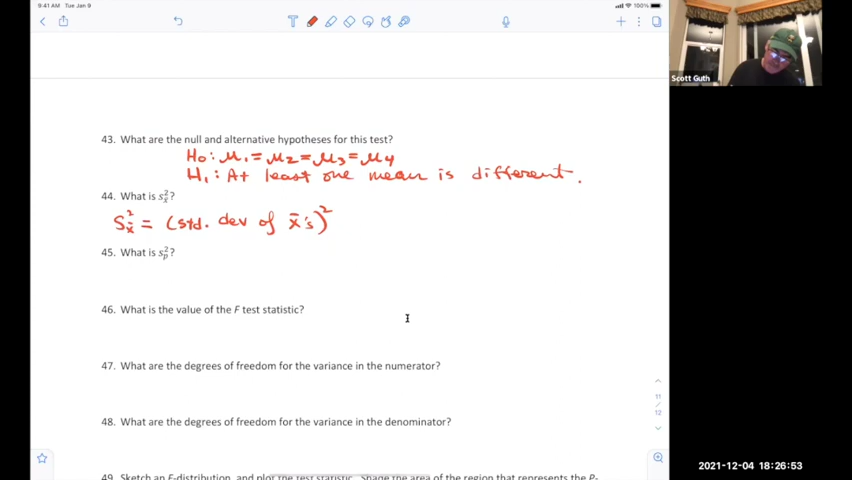 9:41 AM Tue Jan 9
100%
Scott Guth
43. What are the null and alternative hypotheses for this test?
H₀: μ₁ = μ₂ = μ₃ = μ₄
H₁: At least one mean is different.
44. What is s²x̄?
S²x̄ = (std. dev of x̄'s)²
45. What is s²p?
46. What is the value of the F test statistic?
47. What are the degrees of freedom for the variance in the numerator?
11
/
12
48. What are the degrees of freedom for the variance in the denominator?
2021-12-04 18:26:53
49. Sketch an F-distribution, and plot the test statistic. Shade the area of the region that represents the P-